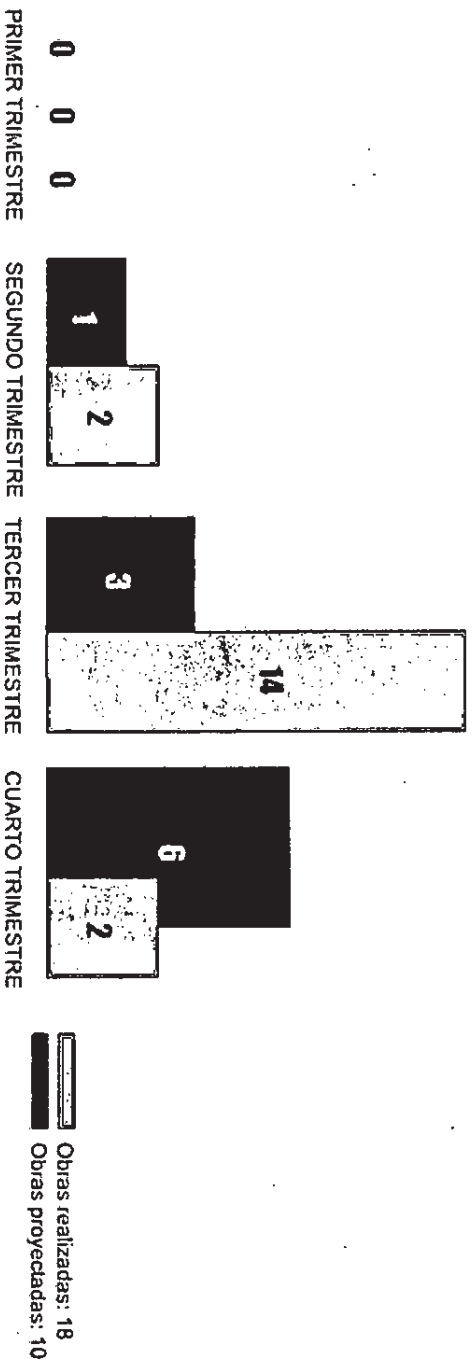 0 0 0
1
2
3
14
6
2
PRIMER TRIMESTRE
SEGUNDO TRIMESTRE
TERCER TRIMESTRE
CUARTO TRIMESTRE
Obras realizadas: 18
Obras proyectadas: 10